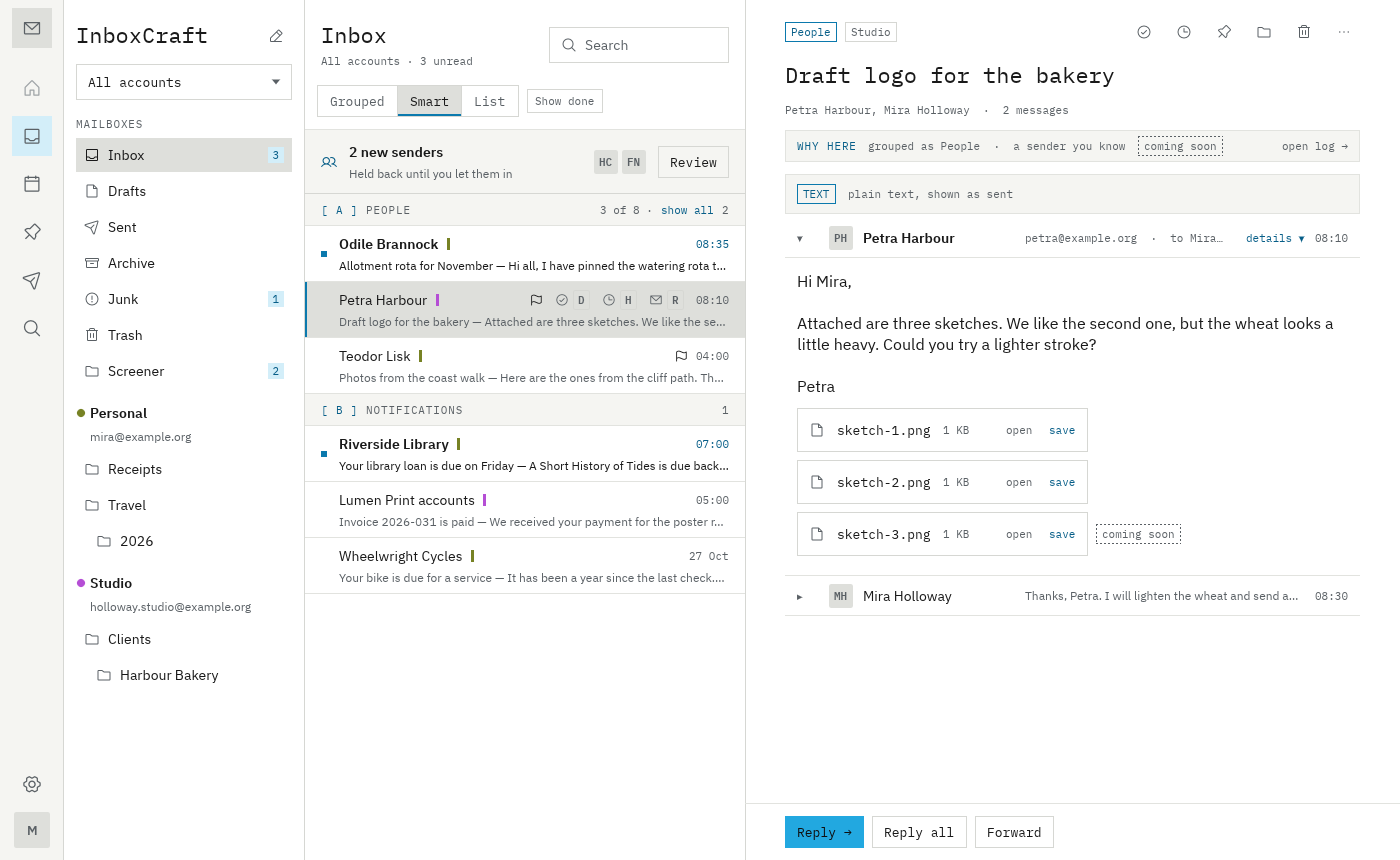 InboxCraft
All accounts
MAILBOXES
Inbox 3
Drafts
Sent
Archive
Junk 1
Trash
Screener 2
Personal
mira@example.org
Receipts
Travel
2026
Studio
holloway.studio@example.org
Clients
Harbour Bakery
M
Inbox
All accounts · 3 unread
Search
Grouped Smart List Show done
2 new senders
Held back until you let them in
HC FN Review
[ A ] PEOPLE 3 of 8 · show all 2
Odile Brannock 08:35
Allotment rota for November — Hi all, I have pinned the watering rota t…
Petra Harbour D H R 08:10
Draft logo for the bakery — Attached are three sketches. We like the se…
Teodor Lisk 04:00
Photos from the coast walk — Here are the ones from the cliff path. Th…
[ B ] NOTIFICATIONS 1
Riverside Library 07:00
Your library loan is due on Friday — A Short History of Tides is due back…
Lumen Print accounts 05:00
Invoice 2026-031 is paid — We received your payment for the poster r…
Wheelwright Cycles 27 Oct
Your bike is due for a service — It has been a year since the last check.…
People Studio
Draft logo for the bakery
Petra Harbour, Mira Holloway · 2 messages
WHY HERE grouped as People · a sender you know coming soon open log →
TEXT plain text, shown as sent
▾ PH Petra Harbour petra@example.org · to Mira… details ▾ 08:10
Hi Mira,
Attached are three sketches. We like the second one, but the wheat looks a
little heavy. Could you try a lighter stroke?
Petra
sketch-1.png 1 KB open save
sketch-2.png 1 KB open save
sketch-3.png 1 KB open save coming soon
▸ MH Mira Holloway Thanks, Petra. I will lighten the wheat and send a… 08:30
Reply → Reply all Forward